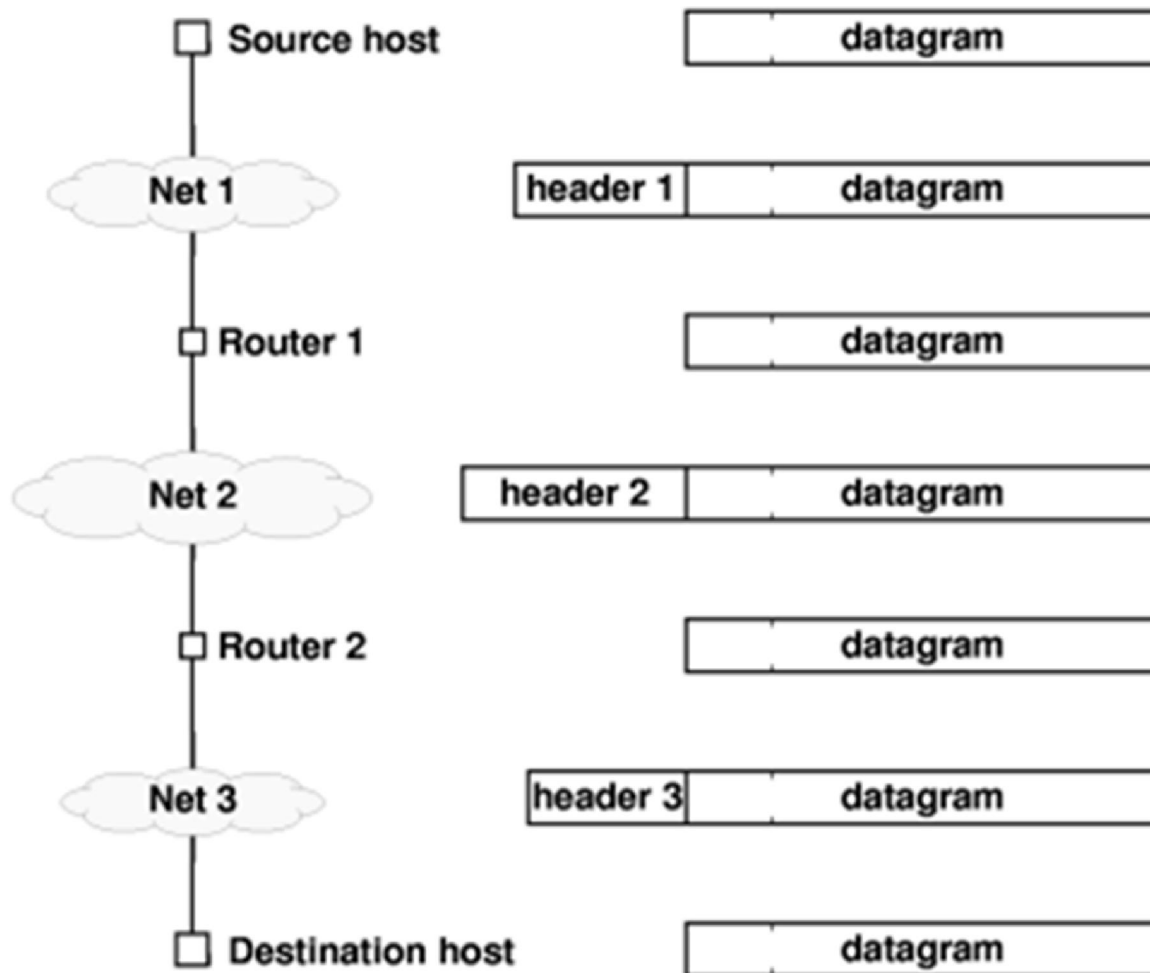 Source host datagram
Net 1 header 1 datagram
Router 1 datagram
Net 2 header 2 datagram
Router 2 datagram
Net 3 header 3 datagram
Destination host datagram